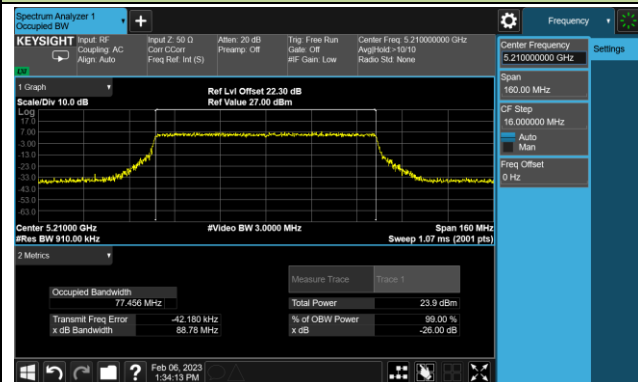 Spectrum Analyzer 1
Occupied BW
+
Frequency
KEYSIGHT
Input: RF
Coupling: AC
Align: Auto
Input Z: 50 Ω
Corr CCorr
Freq Ref: Int (S)
Atten: 20 dB
Preamp: Off
Trig: Free Run
Gate: Off
#IF Gain: Low
Center Freq: 5.210000000 GHz
Avg|Hold:>10/10
Radio Std: None
Center Frequency
5.210000000 GHz
Settings
Span
160.00 MHz
CF Step
16.000000 MHz
Auto
Man
Freq Offset
0 Hz
1 Graph
Scale/Div 10.0 dB
Ref Lvl Offset 22.30 dB
Ref Value 27.00 dBm
Log
17.0
7.00
-3.00
-13.0
-23.0
-33.0
-43.0
-53.0
-63.0
Center 5.21000 GHz
#Res BW 910.00 kHz
#Video BW 3.0000 MHz
Span 160 MHz
Sweep 1.07 ms (2001 pts)
2 Metrics
Measure Trace
Trace 1
Occupied Bandwidth
77.456 MHz
Total Power
23.9 dBm
Transmit Freq Error
-42.180 kHz
% of OBW Power
99.00 %
x dB Bandwidth
88.78 MHz
x dB
-26.00 dB
?
Feb 06, 2023
1:34:13 PM